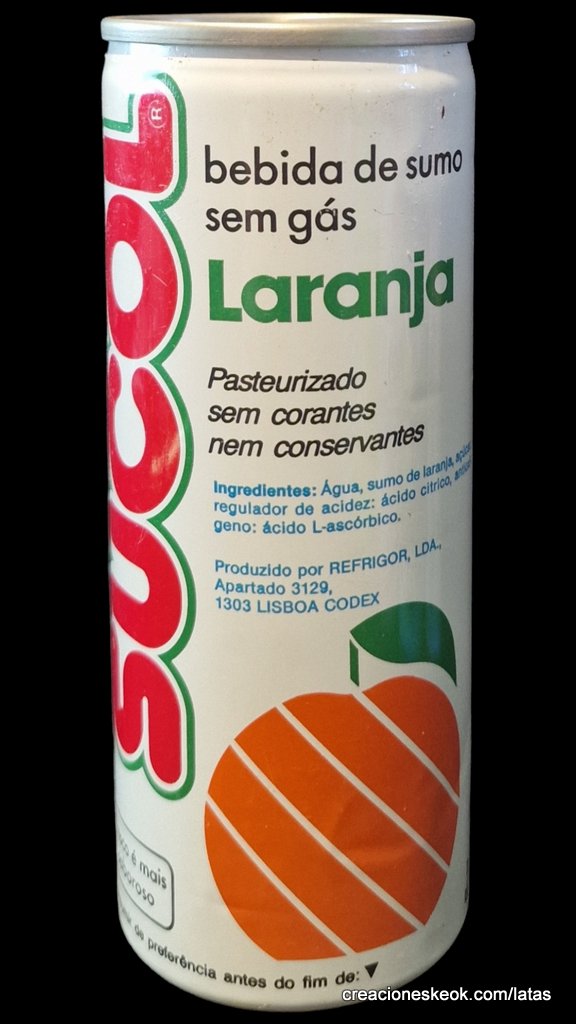 SUCOL®
bebida de sumo
sem gás
Laranja
Pasteurizado
sem corantes
nem conservantes
Ingredientes: Água, sumo de laranja,
regulador de acidez: ácido cítrico,
geno: ácido L-ascórbico.
Produzido por REFRIGOR, LDA.,
Apartado 3129,
1303 LISBOA CODEX
é mais
de preferência antes do fim de: ▼
creacioneskeok.com/latas